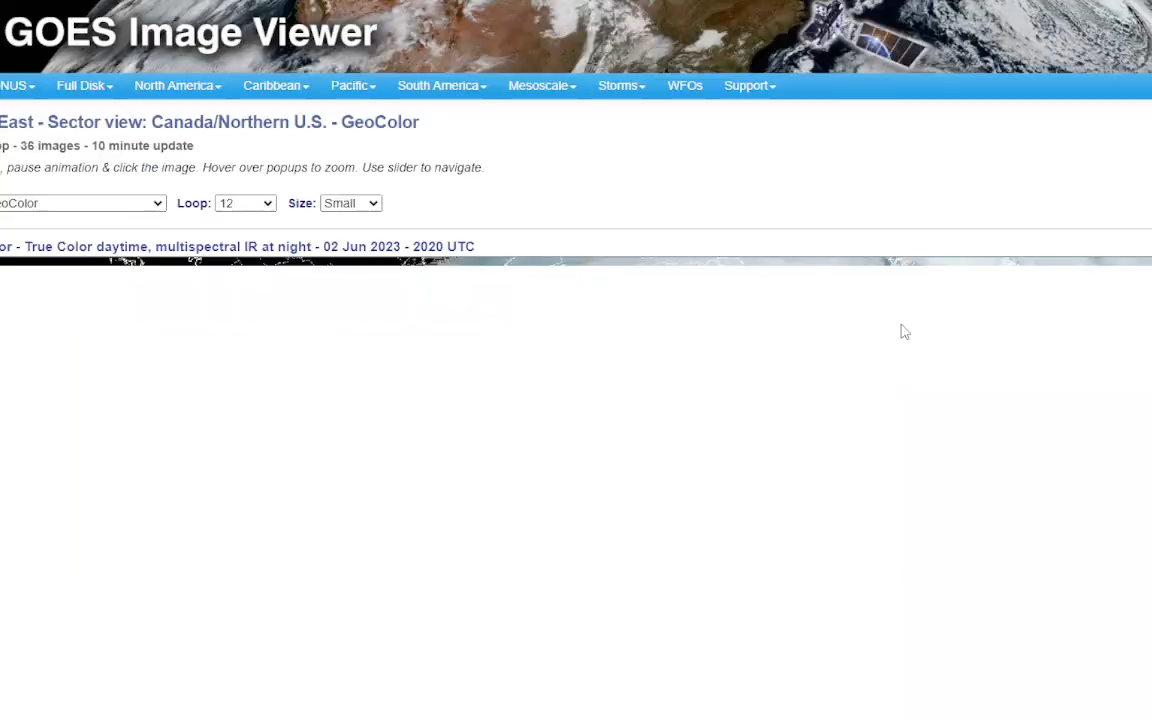 GOES Image Viewer
NUS Full Disk North America Caribbean Pacific South America Mesoscale Storms WFOs Support
East - Sector view: Canada/Northern U.S. - GeoColor
op - 36 images - 10 minute update
, pause animation & click the image. Hover over popups to zoom. Use slider to navigate.
eoColor Loop: 12 Size: Small
or - True Color daytime, multispectral IR at night - 02 Jun 2023 - 2020 UTC